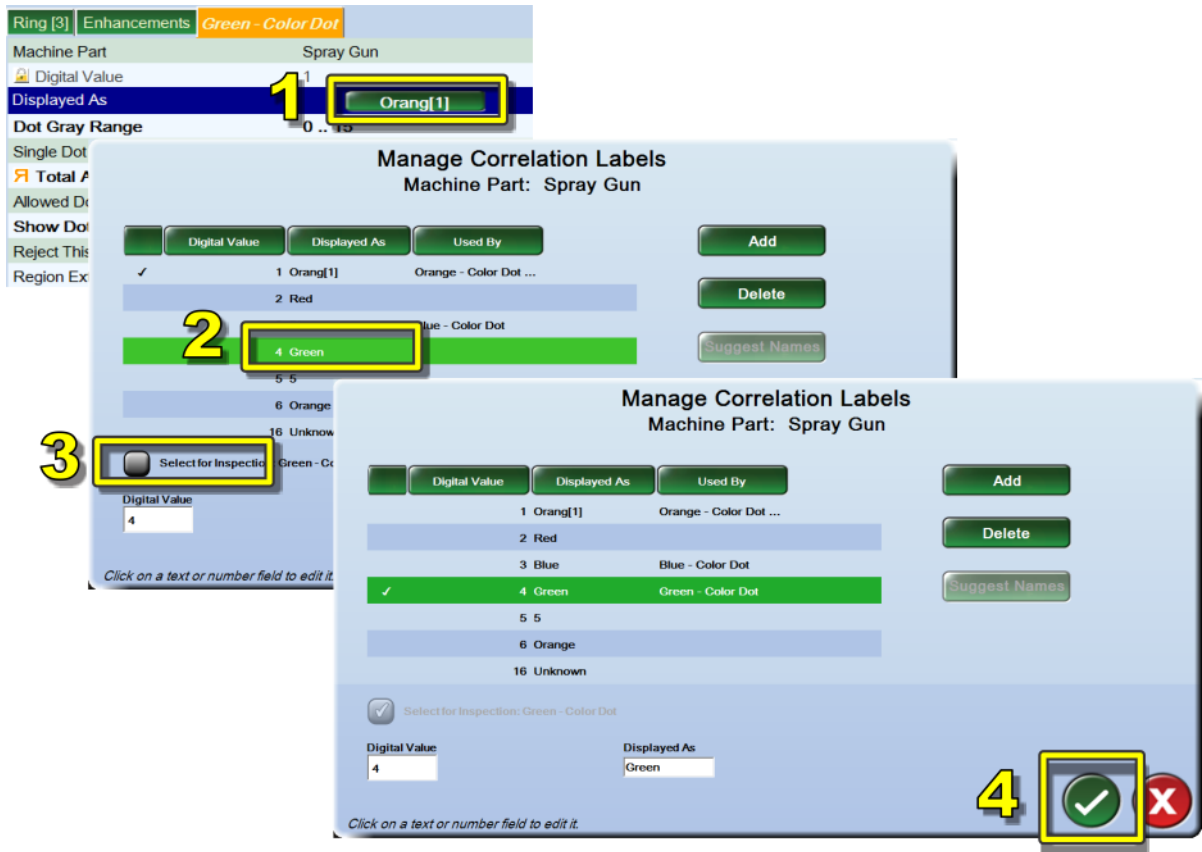 Ring [3] Enhancements Green - Color Dot
Machine Part Spray Gun
Digital Value 1
Displayed As Orang[1]
1
Dot Gray Range 0 .. 15
Single Dot
Я Total A
Allowed Do
Show Dot
Reject This
Region Ex
Manage Correlation Labels
Machine Part: Spray Gun
Digital Value Displayed As Used By
✓ 1 Orang[1] Orange - Color Dot ...
2 Red
lue - Color Dot
2
4 Green
5 5
6 Orange
16 Unknow
3
Select for Inspectio Green - Co
Digital Value
4
Click on a text or number field to edit it.
Add
Delete
Suggest Names
Manage Correlation Labels
Machine Part: Spray Gun
Digital Value Displayed As Used By
1 Orang[1] Orange - Color Dot ...
2 Red
3 Blue Blue - Color Dot
✓ 4 Green Green - Color Dot
5 5
6 Orange
16 Unknown
Add
Delete
Suggest Names
Select for Inspection: Green - Color Dot
Digital Value Displayed As
4 Green
4
Click on a text or number field to edit it.